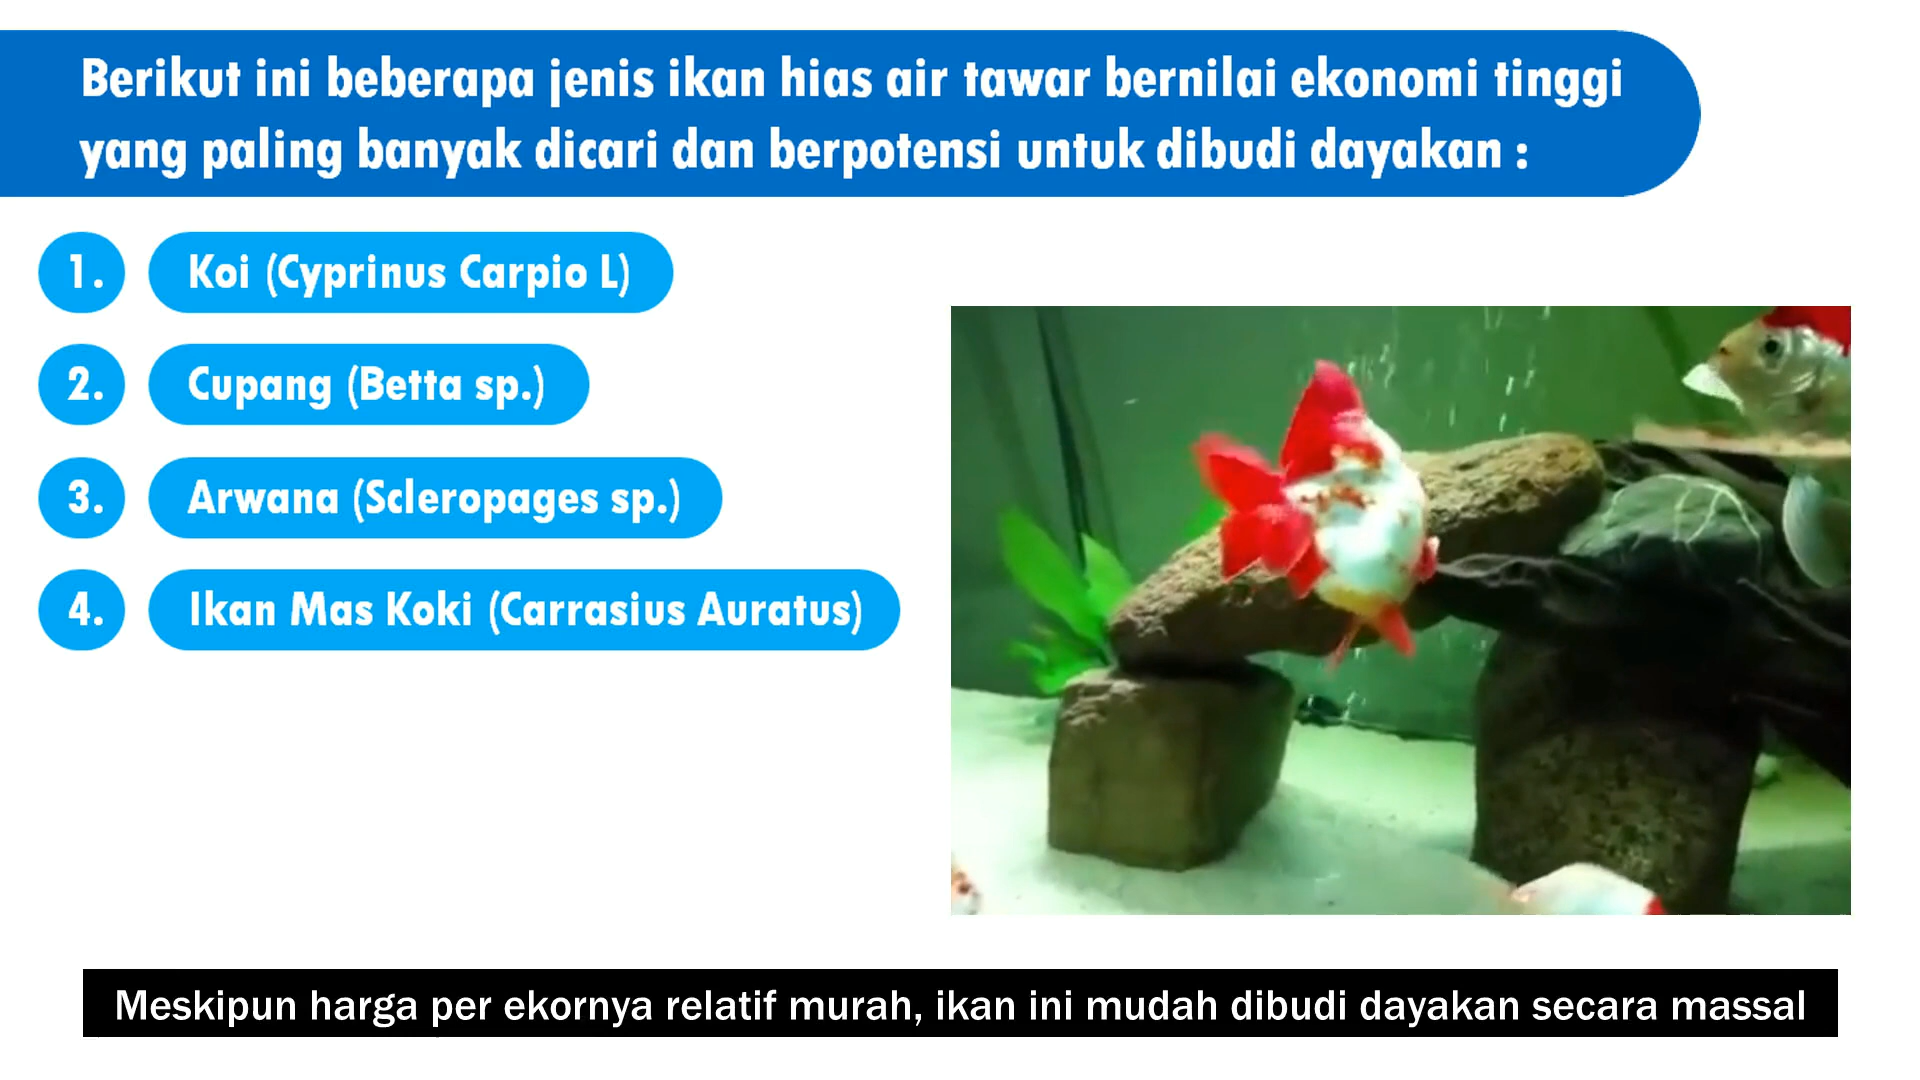 Berikut ini beberapa jenis ikan hias air tawar bernilai ekonomi tinggi
yang paling banyak dicari dan berpotensi untuk dibudi dayakan :
1. Koi (Cyprinus Carpio L)
2. Cupang (Betta sp.)
3. Arwana (Scleropages sp.)
4. Ikan Mas Koki (Carrasius Auratus)
Meskipun harga per ekornya relatif murah, ikan ini mudah dibudi dayakan secara massal